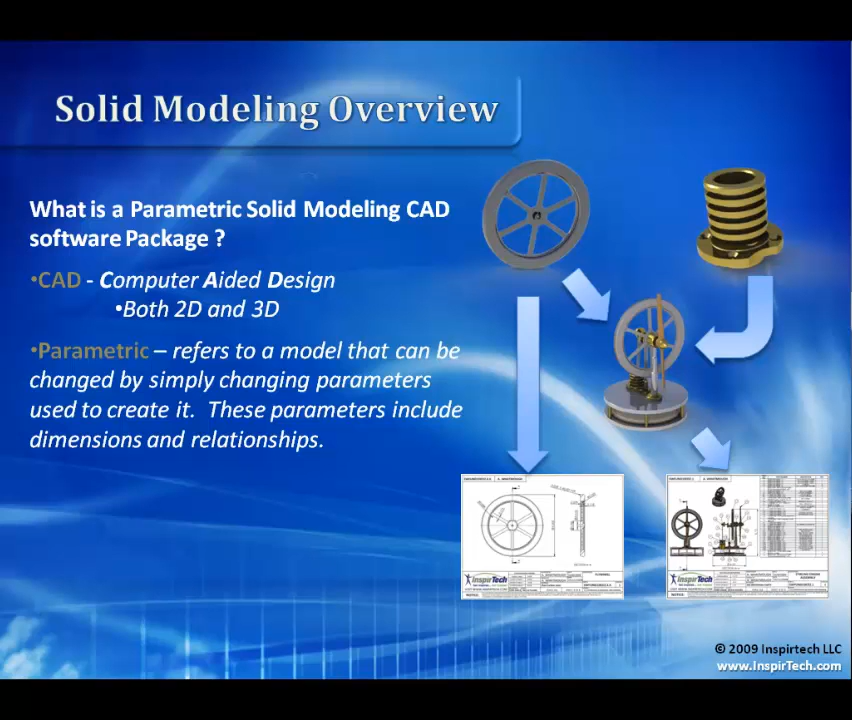 Solid Modeling Overview
What is a Parametric Solid Modeling CAD
software Package ?
•CAD - Computer Aided Design
•Both 2D and 3D
•Parametric – refers to a model that can be
changed by simply changing parameters
used to create it. These parameters include
dimensions and relationships.
InspirTech
InspirTech
© 2009 Inspirtech LLC
www.InspirTech.com